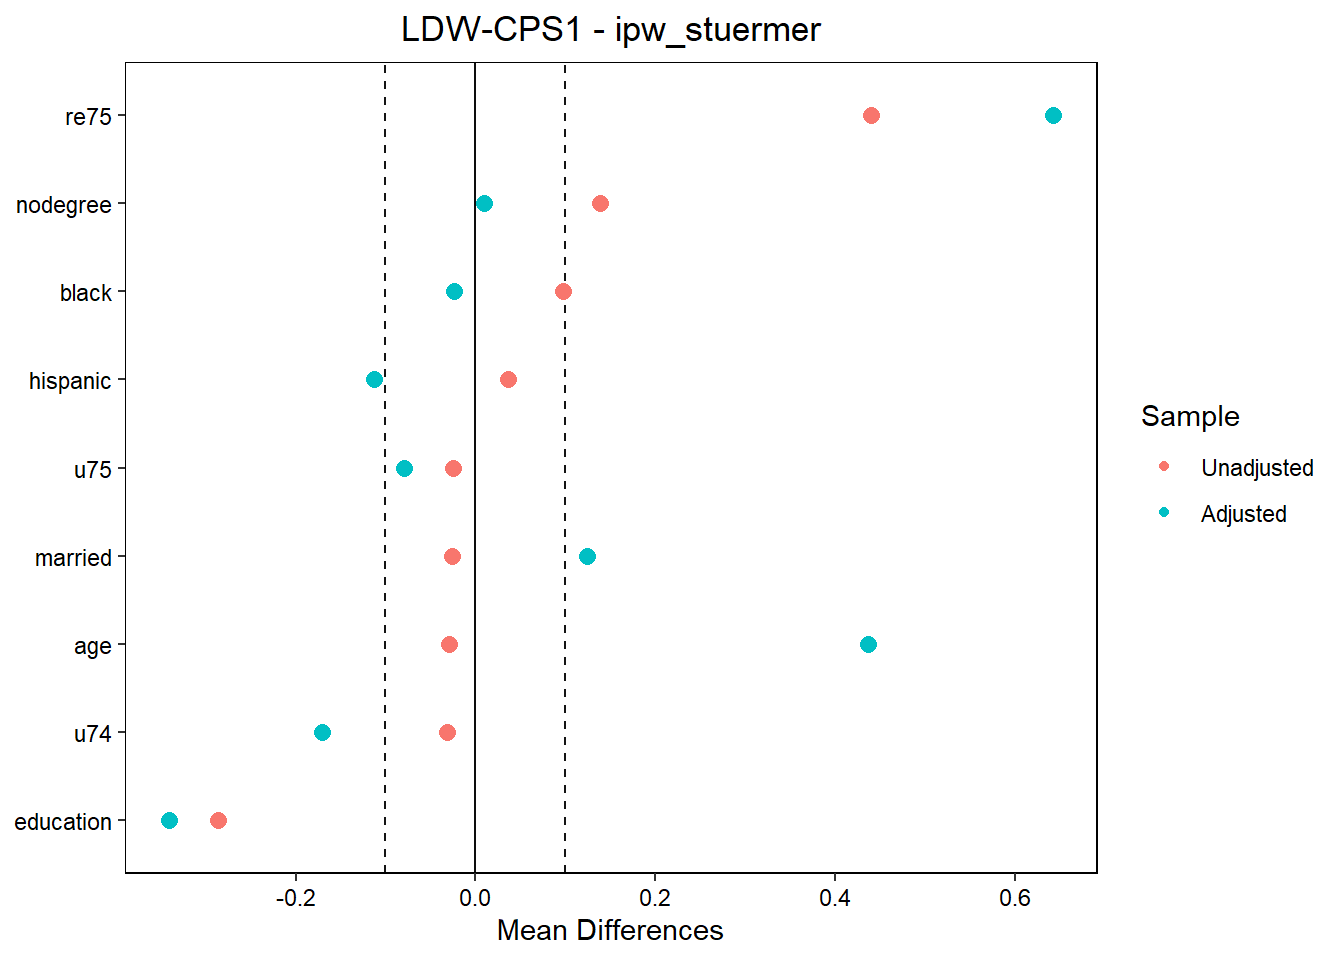 LDW-CPS1 - ipw_stuermer
re75
nodegree
black
hispanic
u75
married
age
u74
education
-0.2 0.0 0.2 0.4 0.6
Mean Differences
Sample
Unadjusted
Adjusted